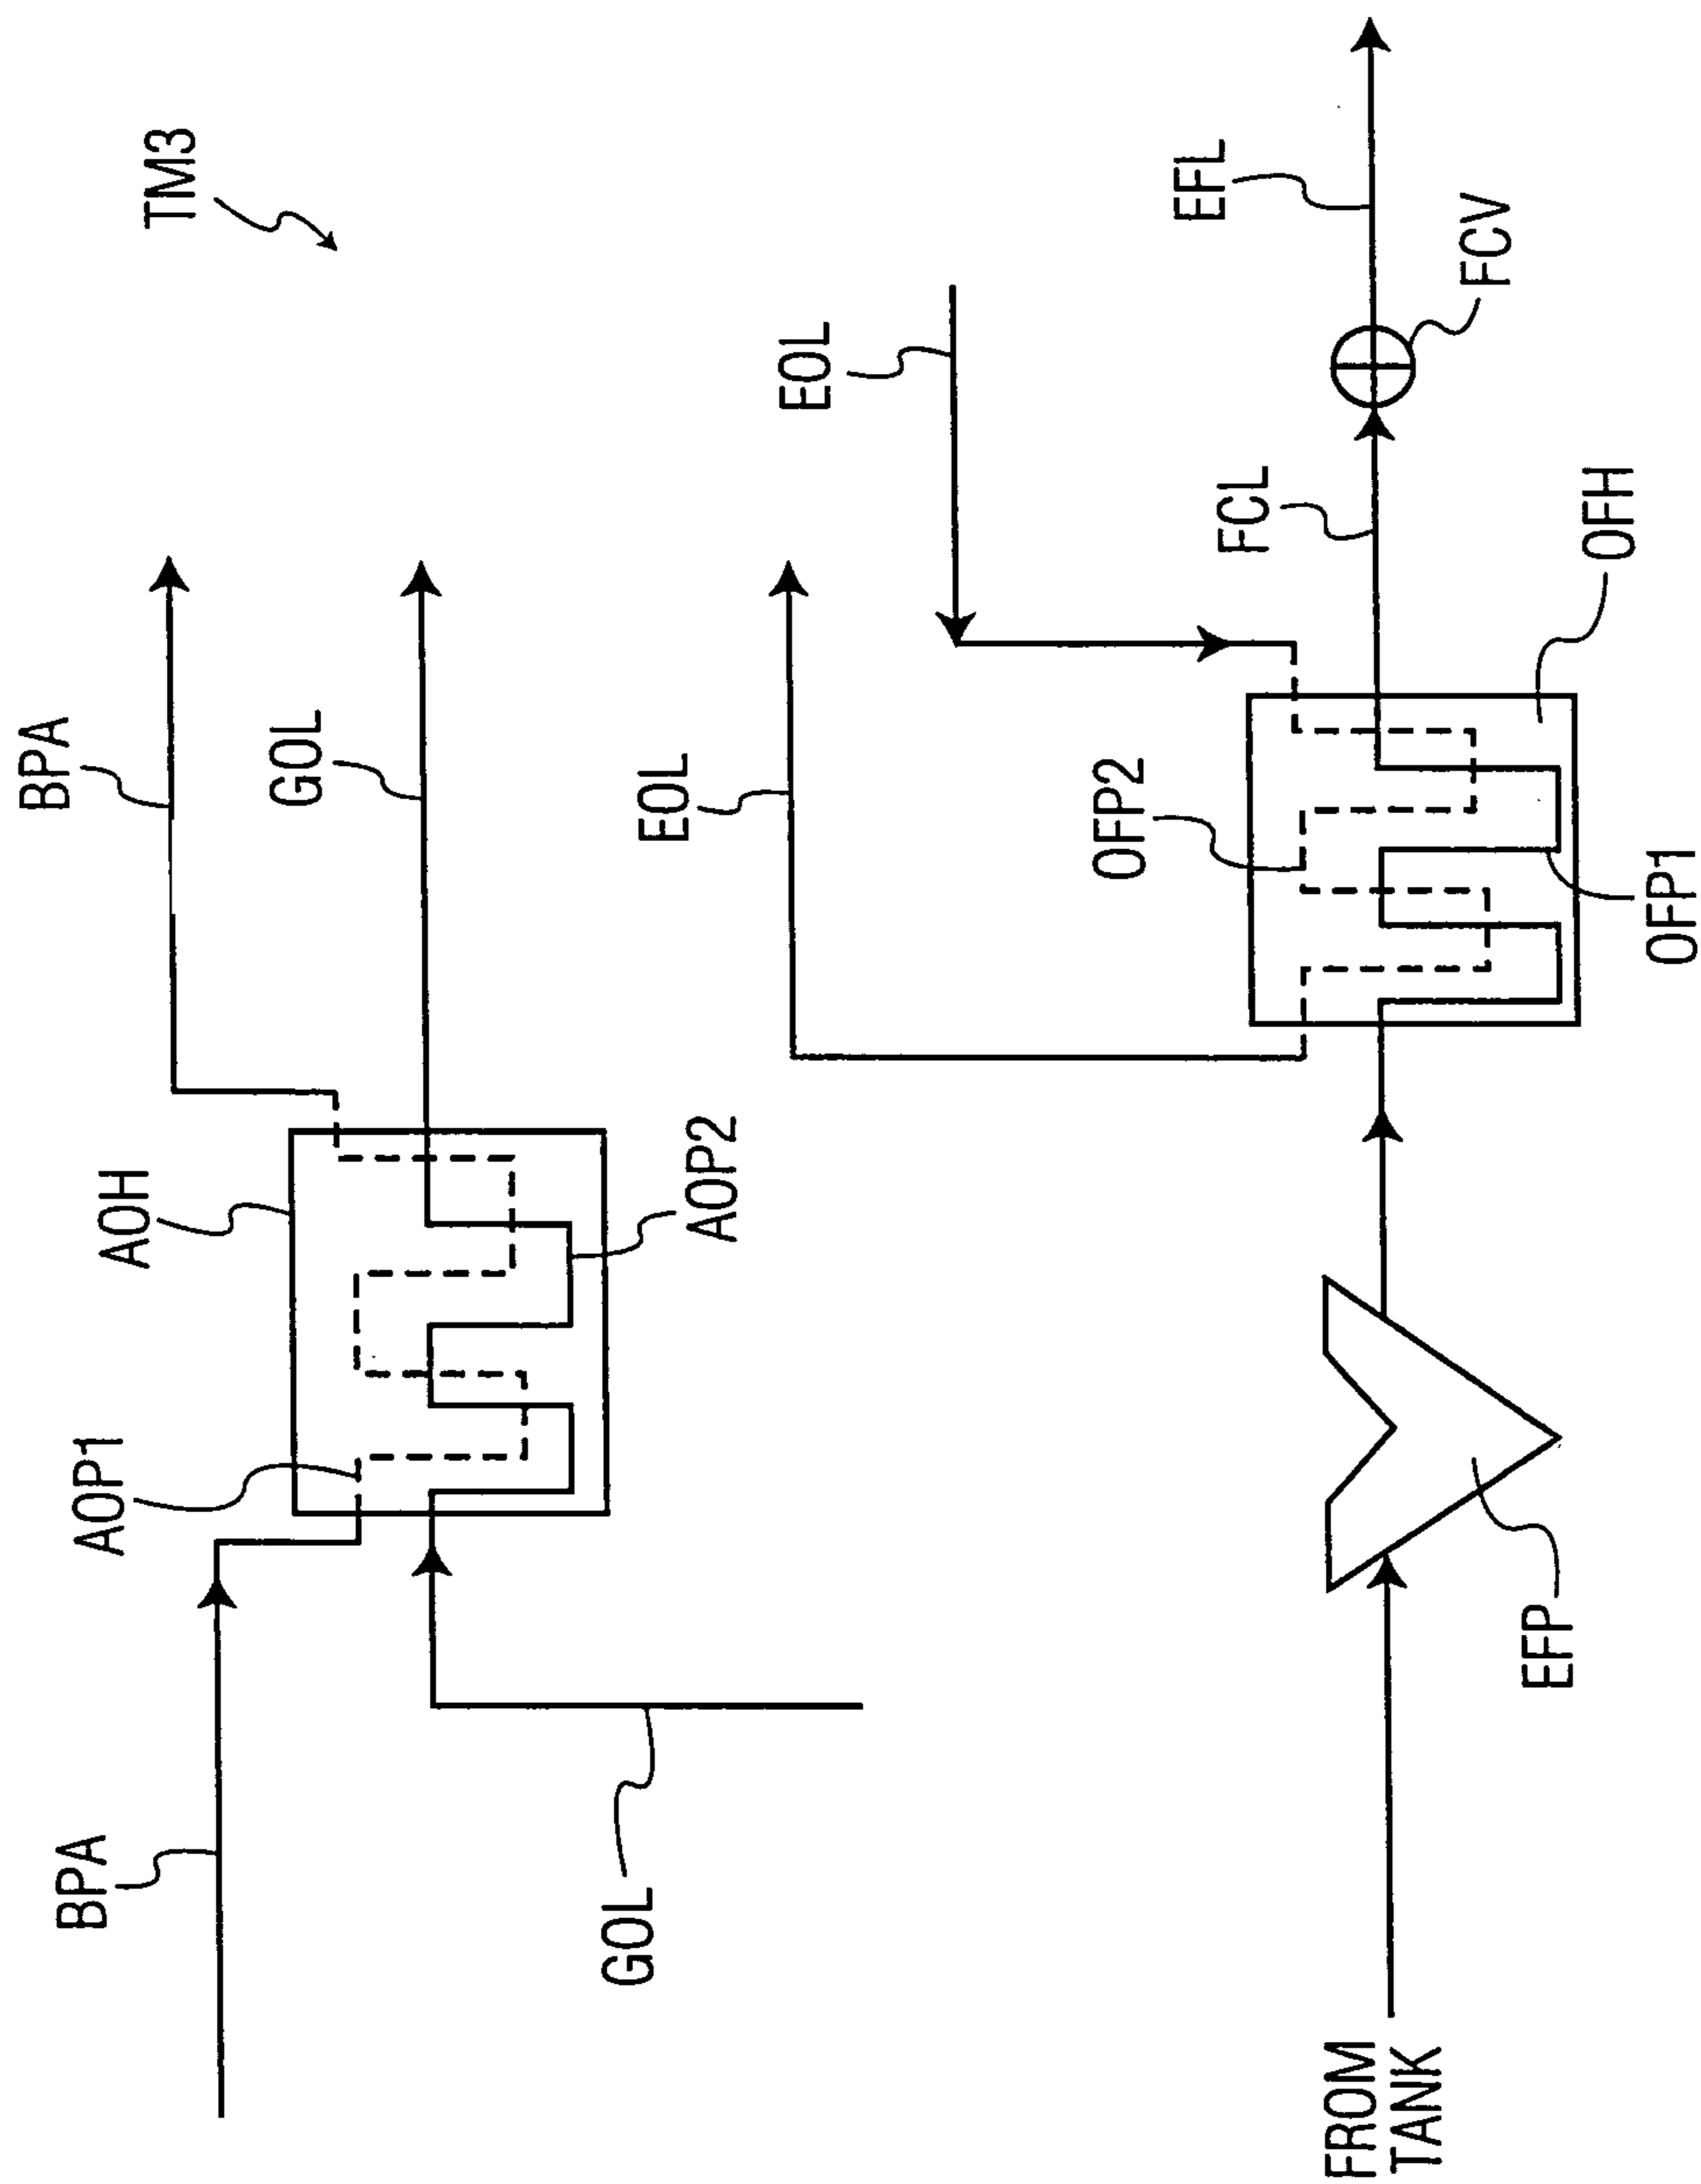 TM3
BPA
GOL
AOH
AOP1
AOP2
BPA
GOL
EOL
EOL
EFL
FCV
FCL
OFH
OFP2
OFP1
EFP
FROM
TANK